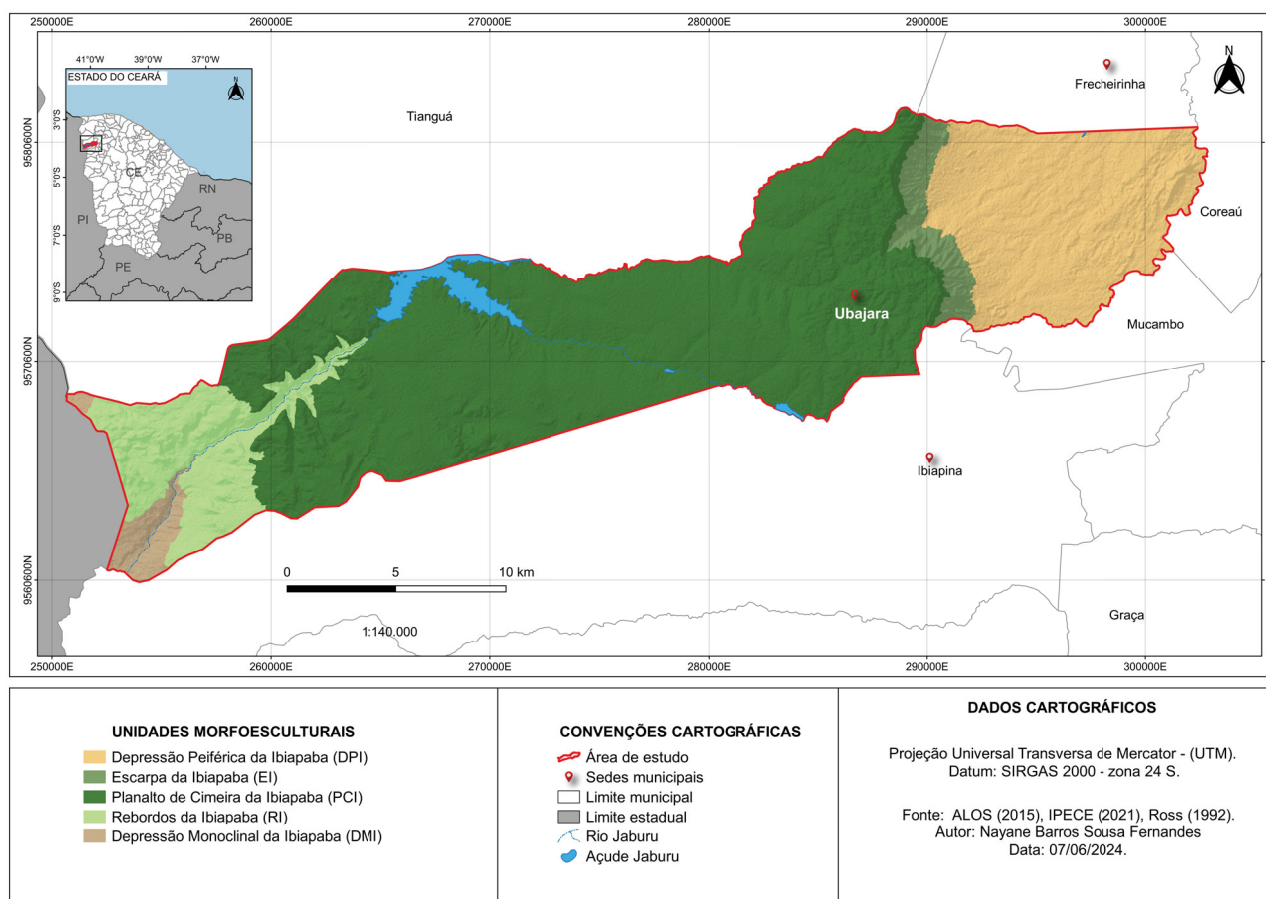 250000E 260000E 270000E 280000E 290000E 300000E
41°0'W 39°0'W 37°0'W
ESTADO DO CEARÁ
N
3°0'S
5°0'S
7°0'S
9°0'S
CE
RN
PI
PB
PE
N
Frecheirinha
Tianguá
9580600N 9580600N
Coreaú
Mucambo
Ubajara
9570600N 9570600N
Ibiapina
0 5 10 km
9560600N 9560600N
Graça
1:140.000
250000E 260000E 270000E 280000E 290000E 300000E
UNIDADES MORFOESCULTURAIS
Depressão Peiférica da Ibiapaba (DPI)
Escarpa da Ibiapaba (EI)
Planalto de Cimeira da Ibiapaba (PCI)
Rebordos da Ibiapaba (RI)
Depressão Monoclinal da Ibiapaba (DMI)
CONVENÇÕES CARTOGRÁFICAS
Área de estudo
Sedes municipais
Limite municipal
Limite estadual
Rio Jaburu
Açude Jaburu
DADOS CARTOGRÁFICOS
Projeção Universal Transversa de Mercator - (UTM).
Datum: SIRGAS 2000 - zona 24 S.
Fonte: ALOS (2015), IPECE (2021), Ross (1992).
Autor: Nayane Barros Sousa Fernandes
Data: 07/06/2024.